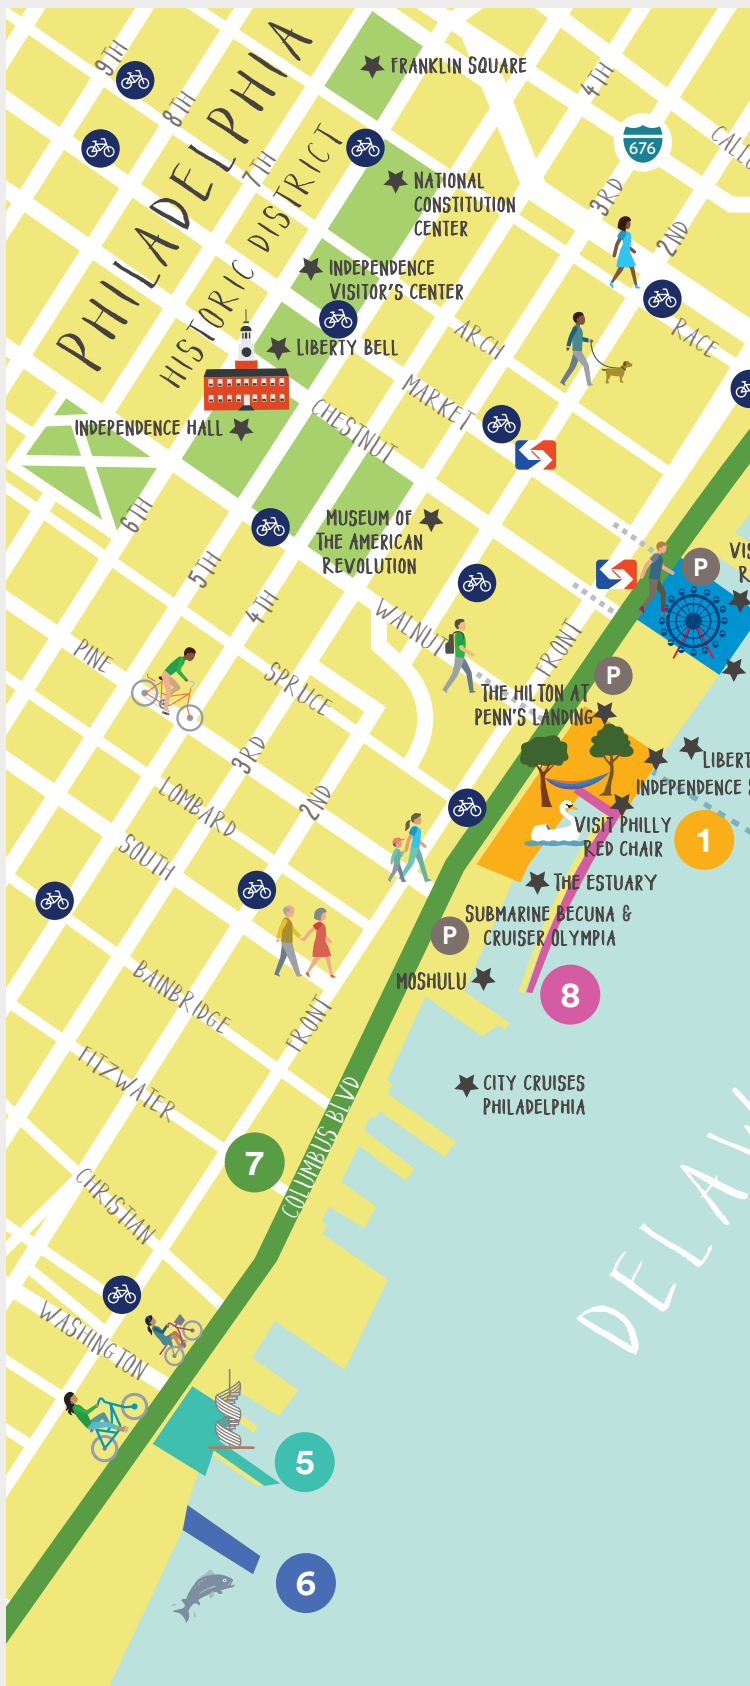 PHILADELPHIA
HISTORIC DISTRICT
9TH
8TH
7TH
FRANKLIN SQUARE
4TH
676
3RD
2ND
NATIONAL
CONSTITUTION
CENTER
INDEPENDENCE
VISITOR'S CENTER
ARCH
RACE
LIBERTY BELL
MARKET
CHESTNUT
INDEPENDENCE HALL
6TH
5TH
4TH
MUSEUM OF
THE AMERICAN
REVOLUTION
P
WALNUT
FRONT
P
PINE
SPRUCE
THE HILTON AT
PENN'S LANDING
3RD
2ND
INDEPENDENCE
LOMBARD
VISIT PHILLY
RED CHAIR
1
SOUTH
THE ESTUARY
SUBMARINE BECUNA &
CRUISER OLYMPIA
P
MOSHULU
8
BAINBRIDGE
FRONT
FITZWATER
CITY CRUISES
PHILADELPHIA
COLUMBUS BLVD
7
CHRISTIAN
DELAW
WASHINGTON
5
6